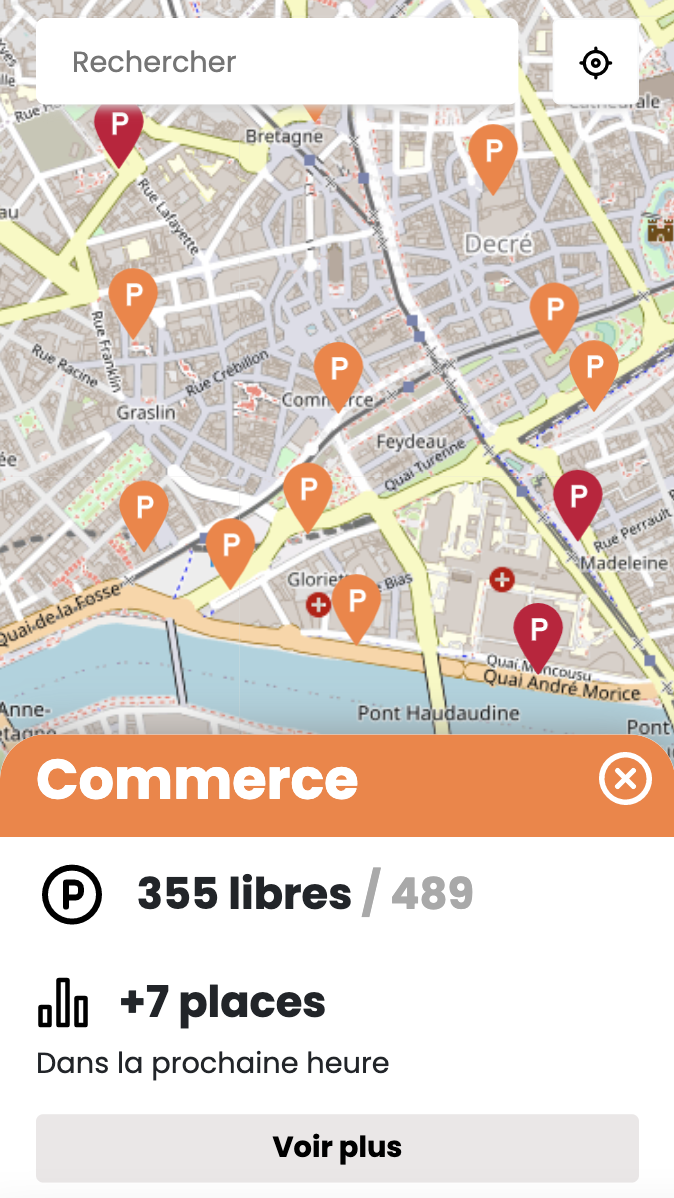 Rechercher
Cathédrale
Bretagne
P
P
Rue Lafayette
Decré
P
P
Rue Franklin
Rue Racine
Rue Crébillon
P
P
Commerce
Graslin
Feydeau
Quai Turenne
P
P
P
P
Rue Perrault
Madeleine
Glorie
Bias
P
P
Quai de la Fosse
Quai Moncousu
Quai André Morice
Anne-
etagne
Pont Haudaudine
Pont
Commerce
P 355 libres / 489
+7 places
Dans la prochaine heure
Voir plus